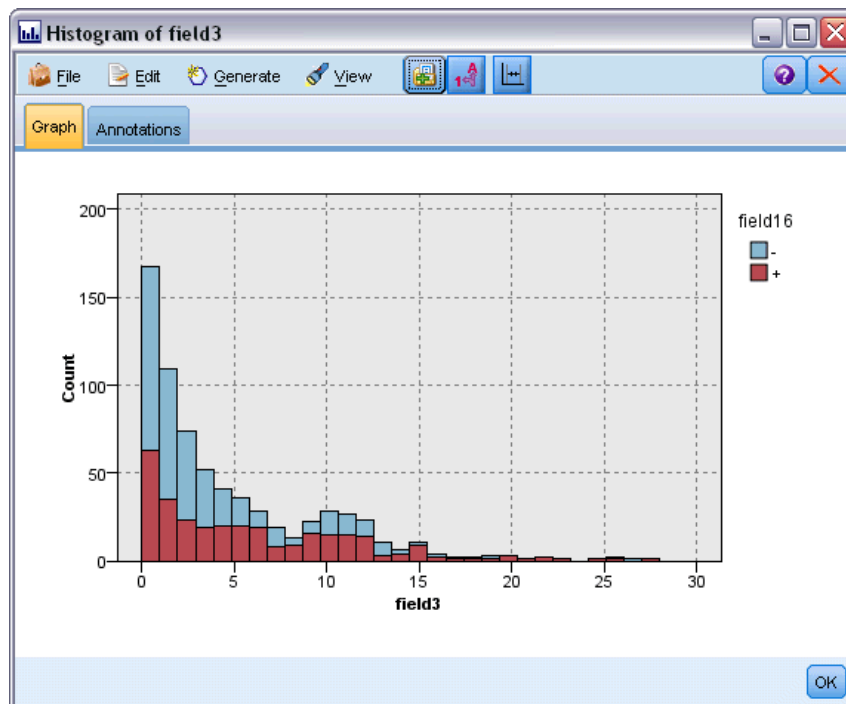 Histogram of field3
File Edit Generate View
Graph Annotations
200
150
100
50
0
Count
0 5 10 15 20 25 30
field3
field16
-
+
OK